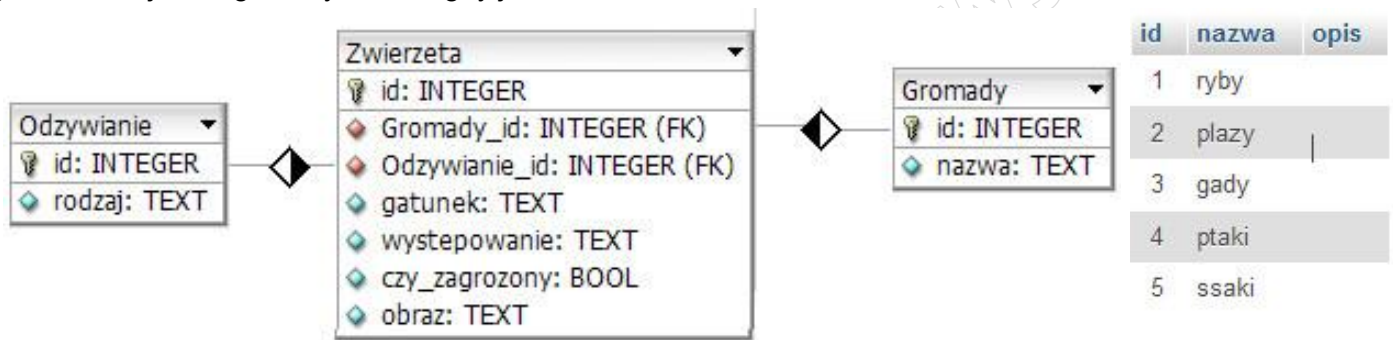 Odzywianie
id: INTEGER
rodzaj: TEXT
Zwierzeta
id: INTEGER
Gromady_id: INTEGER (FK)
Odzywianie_id: INTEGER (FK)
gatunek: TEXT
wystepowanie: TEXT
czy_zagrozony: BOOL
obraz: TEXT
Gromady
id: INTEGER
nazwa: TEXT
id nazwa opis
1 ryby
2 plazy
3 gady
4 ptaki
5 ssaki